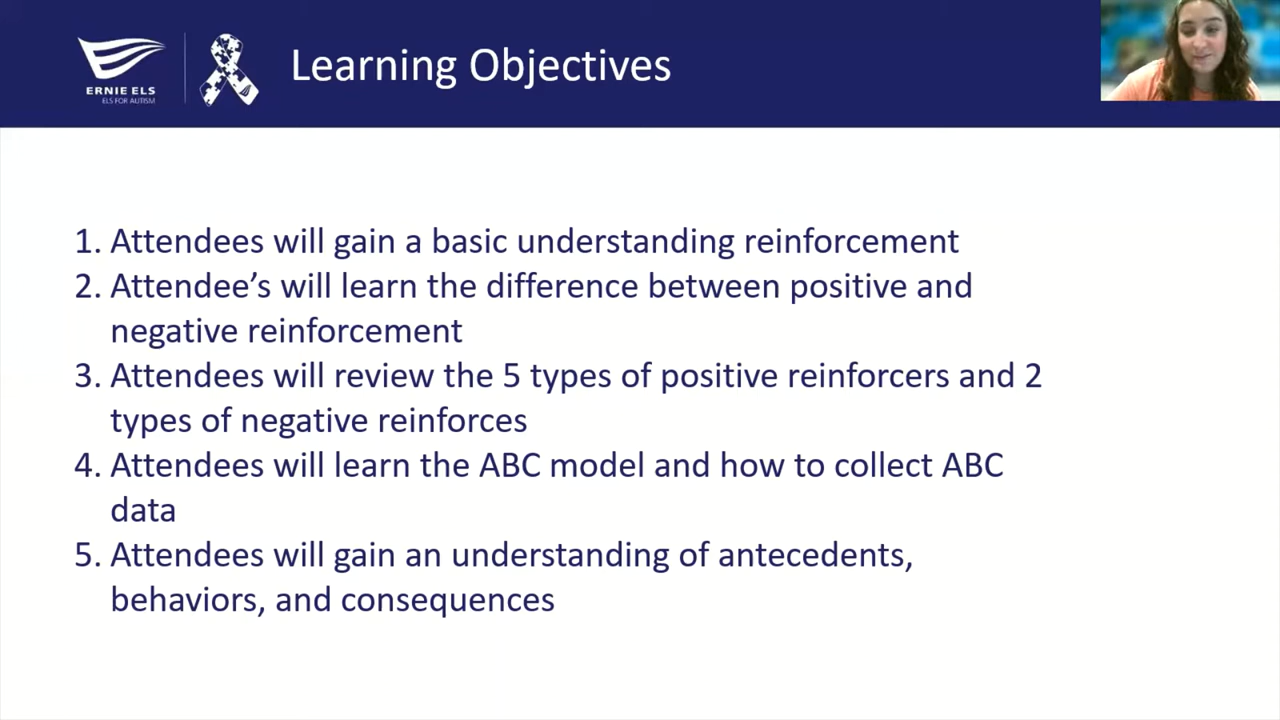 ERNIE ELS
ELS FOR AUTISM
Learning Objectives
1. Attendees will gain a basic understanding reinforcement
2. Attendee’s will learn the difference between positive and
negative reinforcement
3. Attendees will review the 5 types of positive reinforcers and 2
types of negative reinforces
4. Attendees will learn the ABC model and how to collect ABC
data
5. Attendees will gain an understanding of antecedents,
behaviors, and consequences